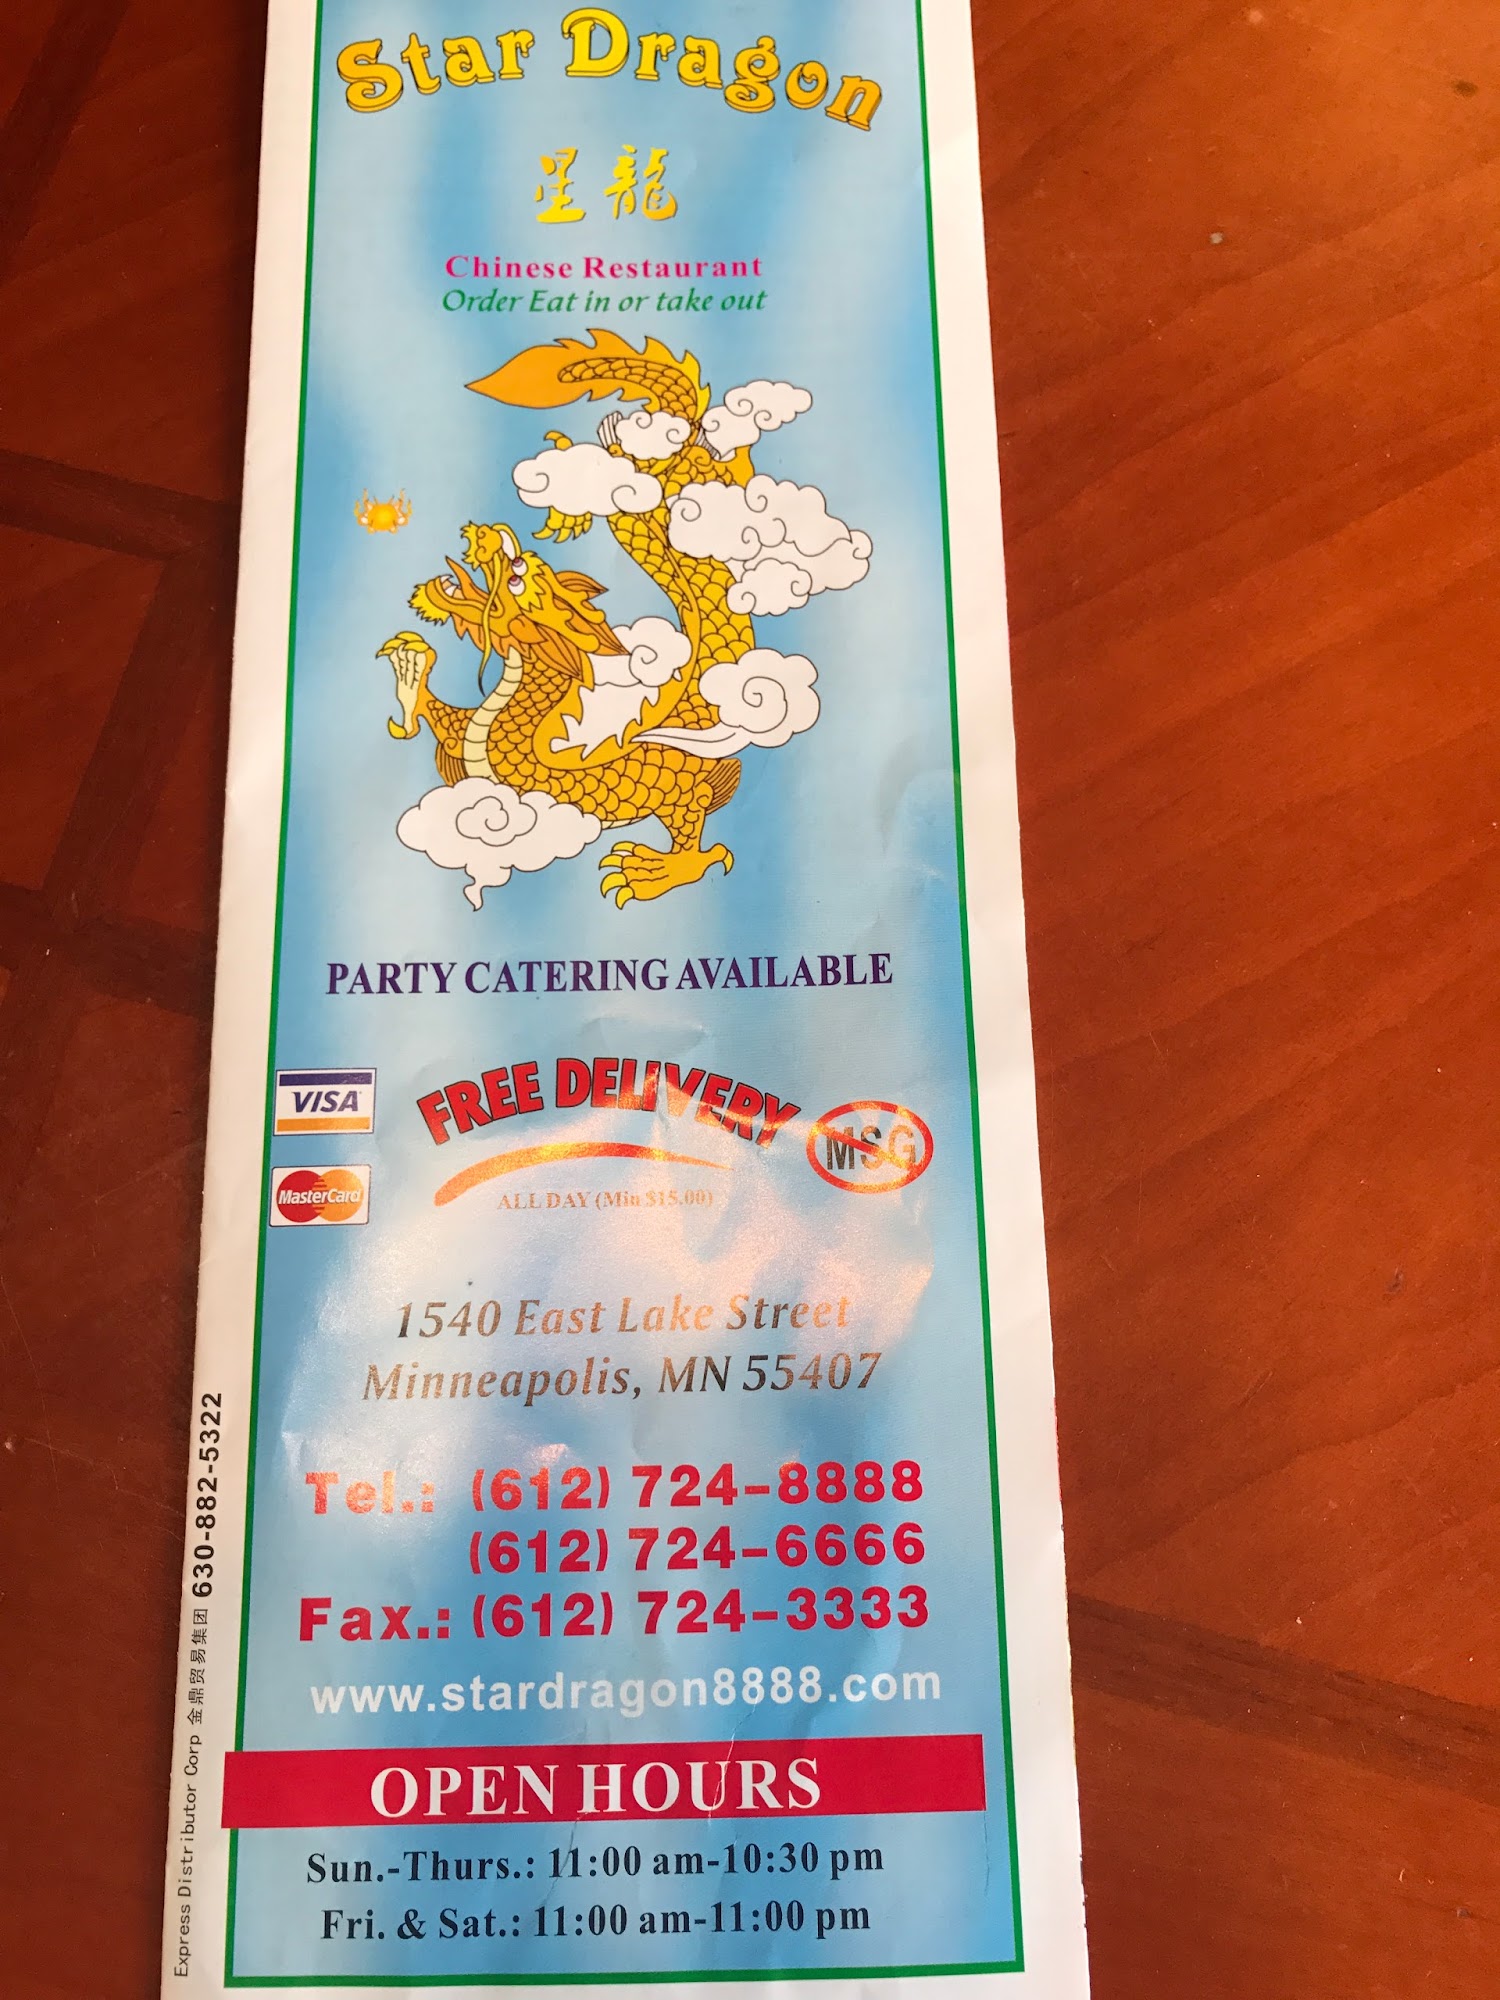 Star Dragon
星龍
Chinese Restaurant
Order Eat in or take out
PARTY CATERING AVAILABLE
VISA
MasterCard
FREE DELIVERY
ALL DAY (Min $15.00)
MSG
1540 East Lake Street
Minneapolis, MN 55407
Tel.: (612) 724-8888
(612) 724-6666
Fax.: (612) 724-3333
www.stardragon8888.com
OPEN HOURS
Sun.-Thurs.: 11:00 am-10:30 pm
Fri. & Sat.: 11:00 am-11:00 pm
Express Distributor Corp 金鼎贸易集团 630-882-5322